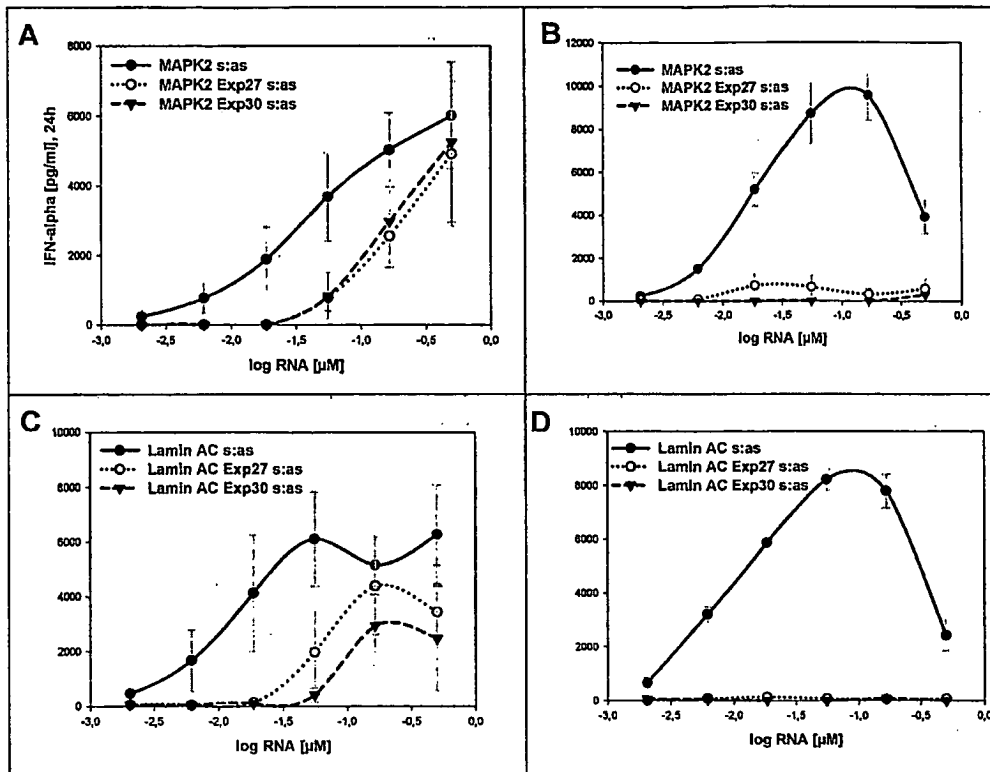 A
8000
6000
4000
2000
0
IFN-alpha [pg/ml], 24h
MAPK2 s:as
MAPK2 Exp27 s:as
MAPK2 Exp30 s:as
-3,0 -2,5 -2,0 -1,5 -1,0 -0,5 0,0
log RNA [µM]
B
12000
10000
8000
6000
4000
2000
0
MAPK2 s:as
MAPK2 Exp27 s:as
MAPK2 Exp30 s:as
-3,0 -2,5 -2,0 -1,5 -1,0 -0,5 0,0
log RNA [µM]
C
10000
8000
6000
4000
2000
0
Lamin AC s:as
Lamin AC Exp27 s:as
Lamin AC Exp30 s:as
-3,0 -2,5 -2,0 -1,5 -1,0 -0,5 0,0
log RNA [µM]
D
10000
8000
6000
4000
2000
0
Lamin AC s:as
Lamin AC Exp27 s:as
Lamin AC Exp30 s:as
-3,0 -2,5 -2,0 -1,5 -1,0 -0,5 0,0
log RNA [µM]